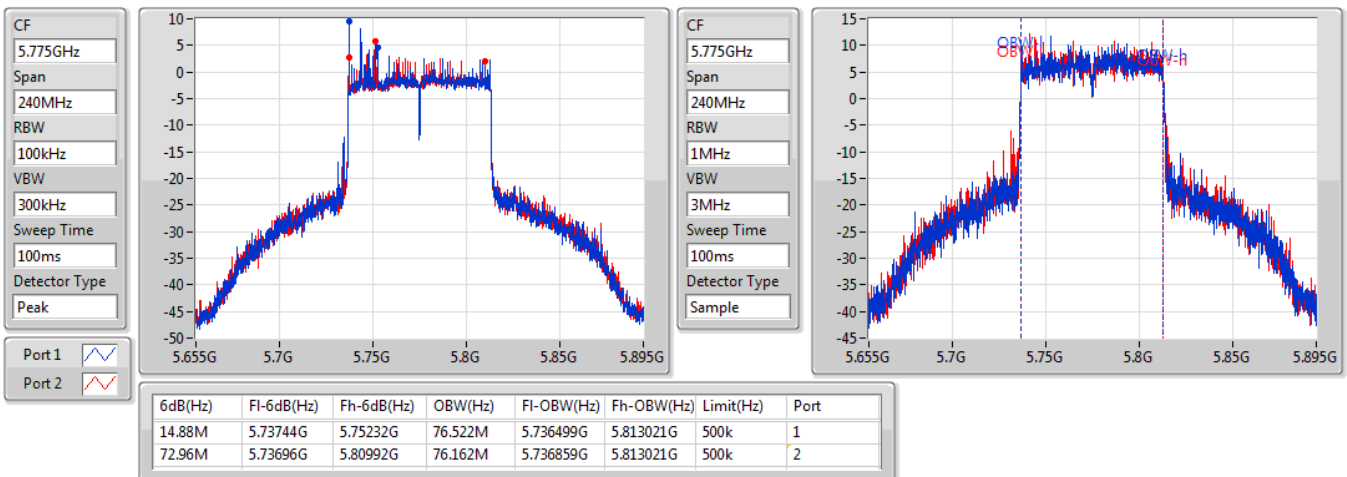 CF
5.775GHz
Span
240MHz
RBW
100kHz
VBW
300kHz
Sweep Time
100ms
Detector Type
Peak
Port 1
Port 2
10
5
0
-5
-10
-15
-20
-25
-30
-35
-40
-45
-50
5.655G 5.7G 5.75G 5.8G 5.85G 5.895G
CF
5.775GHz
Span
240MHz
RBW
1MHz
VBW
3MHz
Sweep Time
100ms
Detector Type
Sample
15
10
5
0
-5
-10
-15
-20
-25
-30
-35
-40
-45
5.655G 5.7G 5.75G 5.8G 5.85G 5.895G
6dB(Hz) Fl-6dB(Hz) Fh-6dB(Hz) OBW(Hz) Fl-OBW(Hz) Fh-OBW(Hz) Limit(Hz) Port
14.88M 5.73744G 5.75232G 76.522M 5.736499G 5.813021G 500k 1
72.96M 5.73696G 5.80992G 76.162M 5.736859G 5.813021G 500k 2